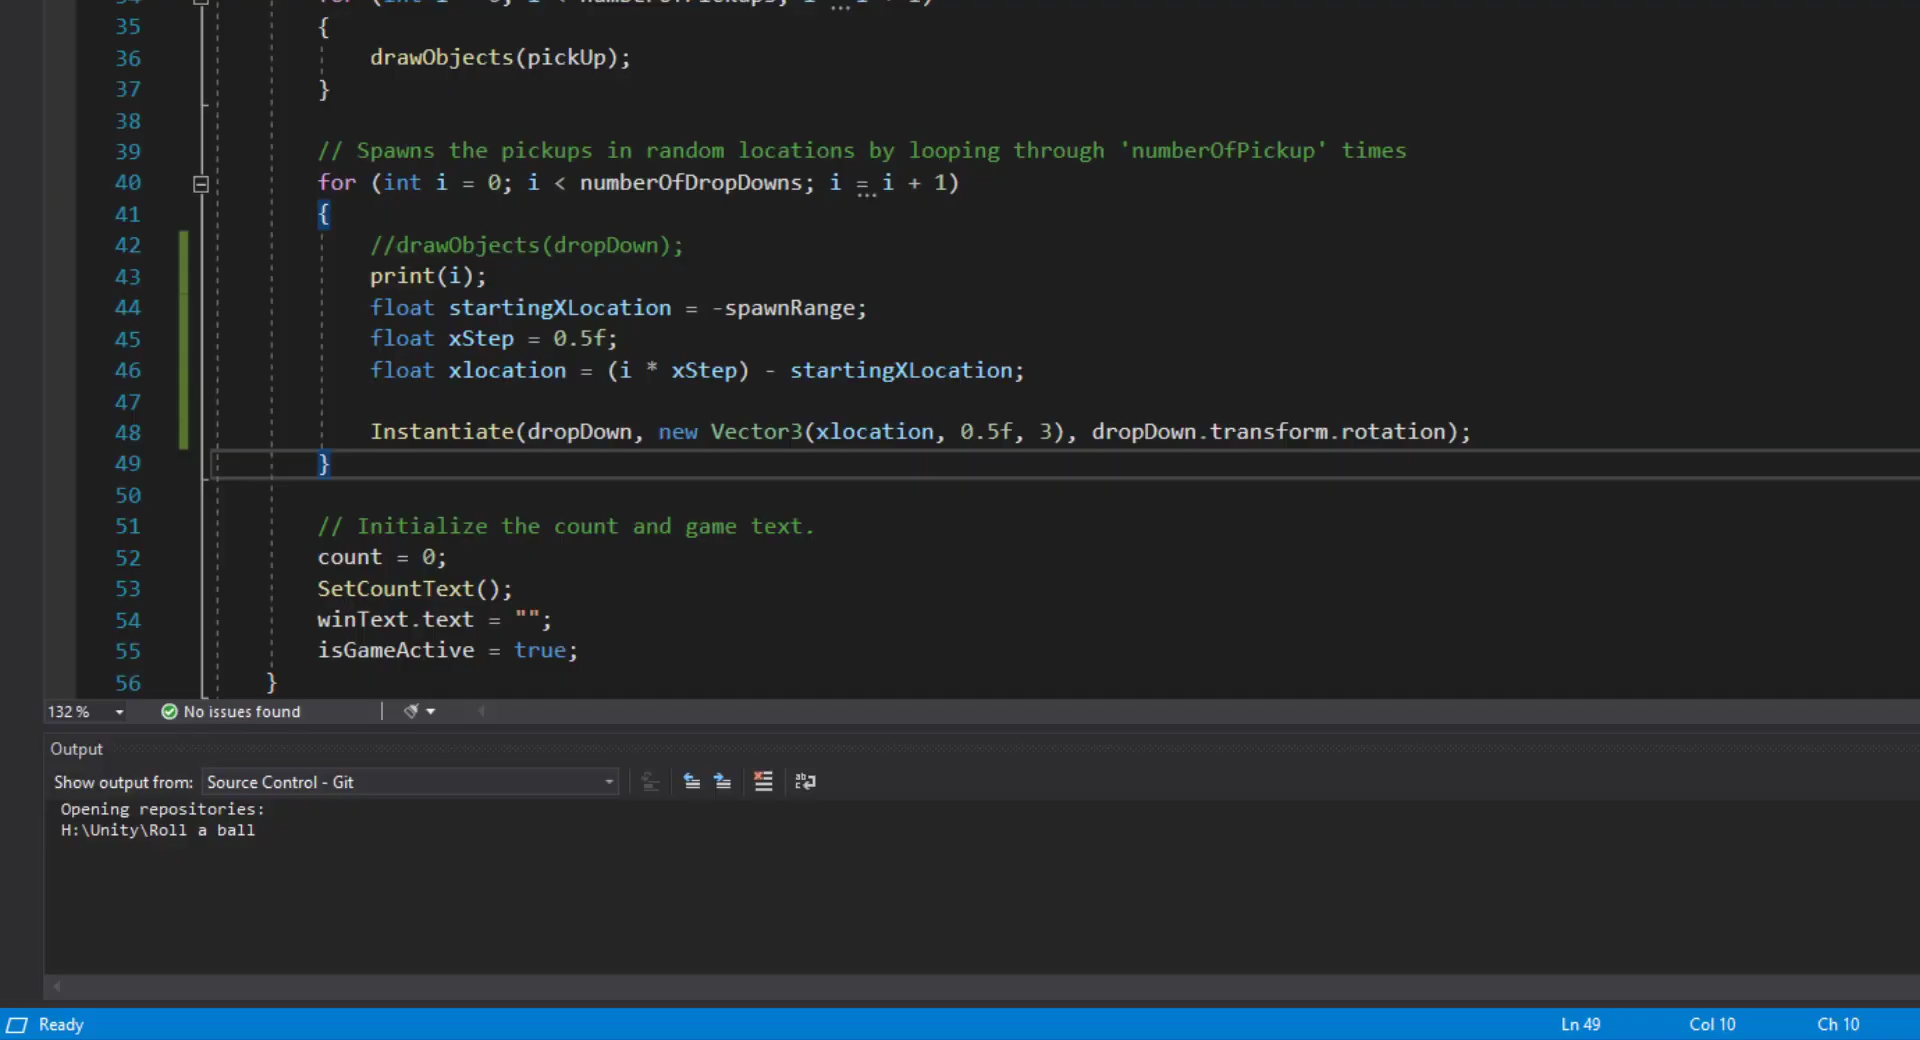 35 {
36 drawObjects(pickUp);
37 }
38
39 // Spawns the pickups in random locations by looping through 'numberOfPickup' times
40 for (int i = 0; i < numberOfDropDowns; i = i + 1)
41 {
42 //drawObjects(dropDown);
43 print(i);
44 float startingXLocation = -spawnRange;
45 float xStep = 0.5f;
46 float xlocation = (i * xStep) - startingXLocation;
47
48 Instantiate(dropDown, new Vector3(xlocation, 0.5f, 3), dropDown.transform.rotation);
49 }
50
51 // Initialize the count and game text.
52 count = 0;
53 SetCountText();
54 winText.text = "";
55 isGameActive = true;
56 }
132 % No issues found
Output
Show output from: Source Control - Git
Opening repositories:
H:\Unity\Roll a ball
Ready Ln 49 Col 10 Ch 10